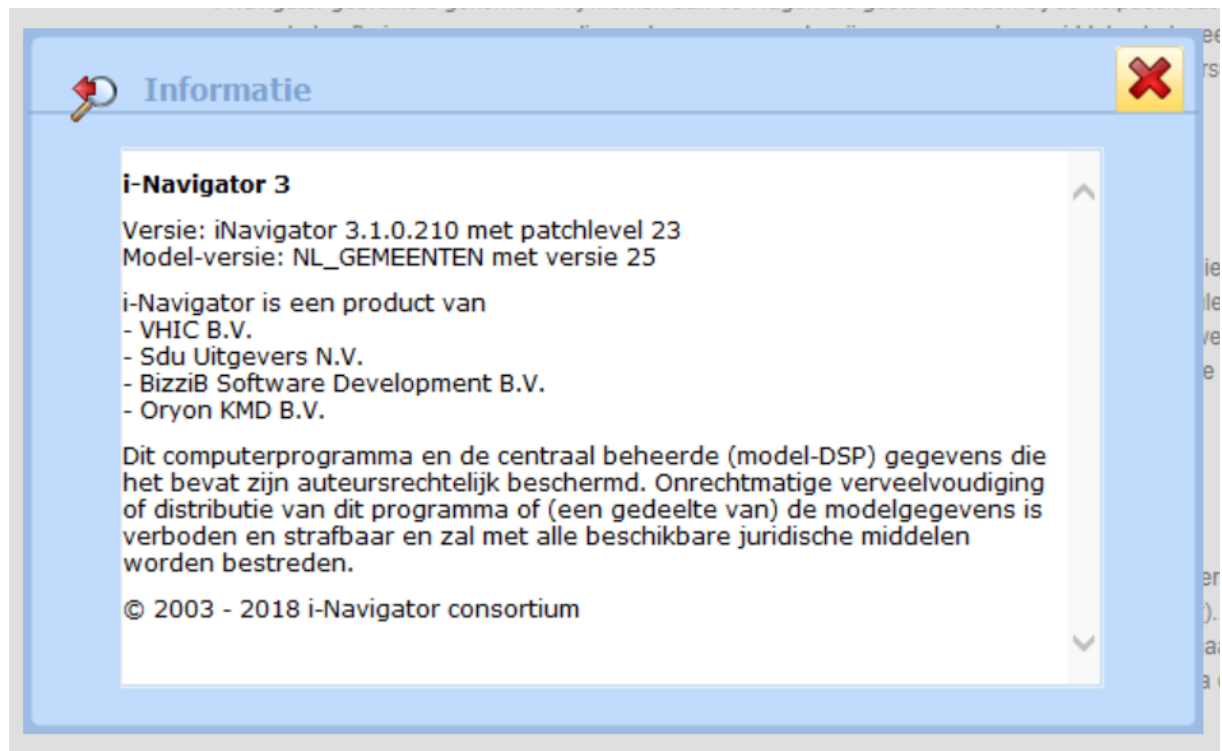 Informatie
i-Navigator 3
Versie: iNavigator 3.1.0.210 met patchlevel 23
Model-versie: NL_GEMEENTEN met versie 25
i-Navigator is een product van
- VHIC B.V.
- Sdu Uitgevers N.V.
- BizziB Software Development B.V.
- Oryon KMD B.V.
Dit computerprogramma en de centraal beheerde (model-DSP) gegevens die
het bevat zijn auteursrechtelijk beschermd. Onrechtmatige verveelvoudiging
of distributie van dit programma of (een gedeelte van) de modelgegevens is
verboden en strafbaar en zal met alle beschikbare juridische middelen
worden bestreden.
© 2003 - 2018 i-Navigator consortium